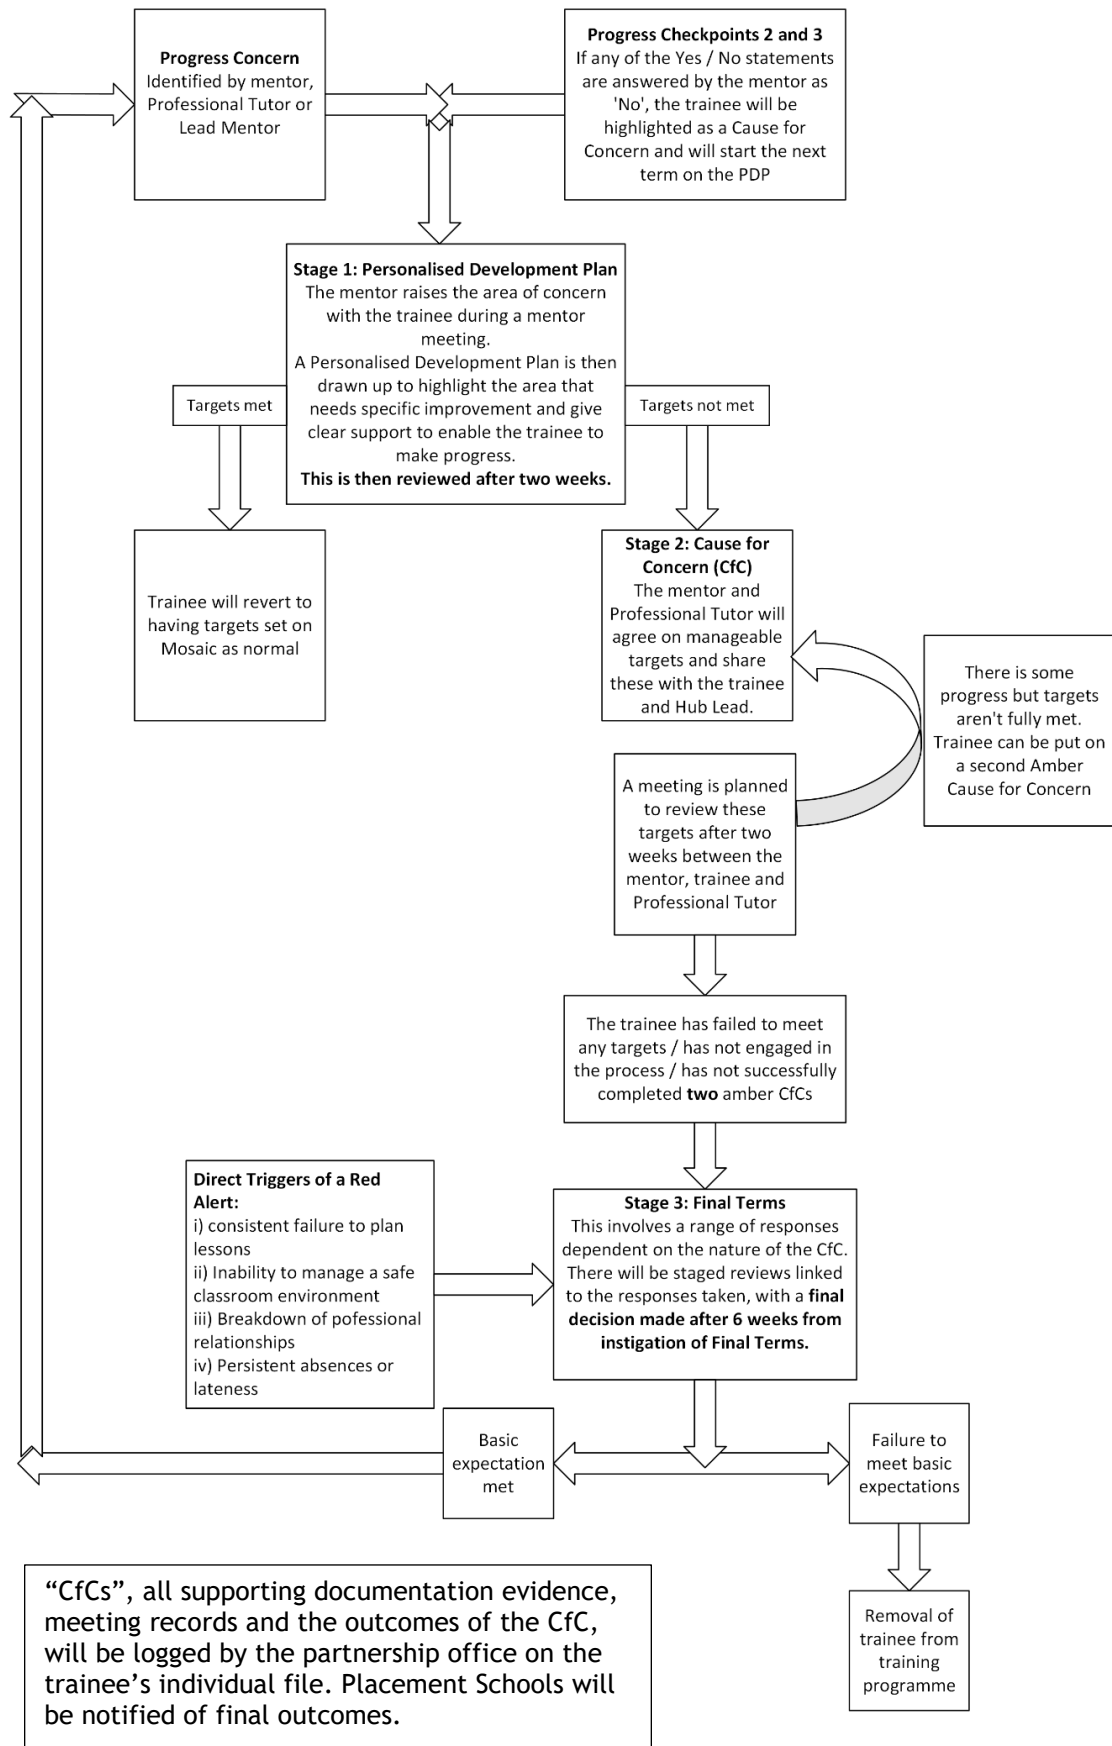 Progress Concern
Identified by mentor,
Professional Tutor or
Lead Mentor
Progress Checkpoints 2 and 3
If any of the Yes / No statements
are answered by the mentor as
'No', the trainee will be
highlighted as a Cause for
Concern and will start the next
term on the PDP
Stage 1: Personalised Development Plan
The mentor raises the area of concern
with the trainee during a mentor
meeting.
A Personalised Development Plan is then
drawn up to highlight the area that
needs specific improvement and give
clear support to enable the trainee to
make progress.
This is then reviewed after two weeks.
Targets met
Targets not met
Trainee will revert to
having targets set on
Mosaic as normal
Stage 2: Cause for
Concern (CfC)
The mentor and
Professional Tutor will
agree on manageable
targets and share
these with the trainee
and Hub Lead.
There is some
progress but targets
aren't fully met.
Trainee can be put on
a second Amber
Cause for Concern
A meeting is planned
to review these
targets after two
weeks between the
mentor, trainee and
Professional Tutor
The trainee has failed to meet
any targets / has not engaged in
the process / has not successfully
completed two amber CfCs
Direct Triggers of a Red
Alert:
i) consistent failure to plan
lessons
ii) Inability to manage a safe
classroom environment
iii) Breakdown of pofessional
relationships
iv) Persistent absences or
lateness
Stage 3: Final Terms
This involves a range of responses
dependent on the nature of the CfC.
There will be staged reviews linked
to the responses taken, with a final
decision made after 6 weeks from
instigation of Final Terms.
Basic
expectation
met
Failure to
meet basic
expectations
Removal of
trainee from
training
programme
“CfCs”, all supporting documentation evidence,
meeting records and the outcomes of the CfC,
will be logged by the partnership office on the
trainee’s individual file. Placement Schools will
be notified of final outcomes.